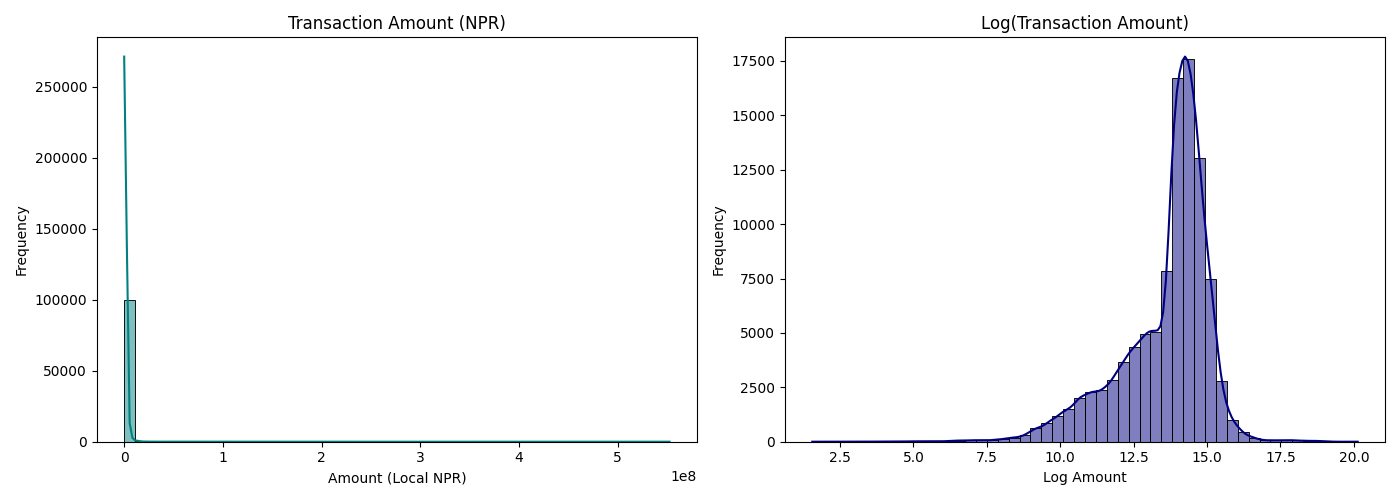 Transaction Amount (NPR)
Frequency
250000
200000
150000
100000
50000
0
0 1 2 3 4 5
1e8
Amount (Local NPR)
Log(Transaction Amount)
Frequency
17500
15000
12500
10000
7500
5000
2500
0
2.5 5.0 7.5 10.0 12.5 15.0 17.5 20.0
Log Amount